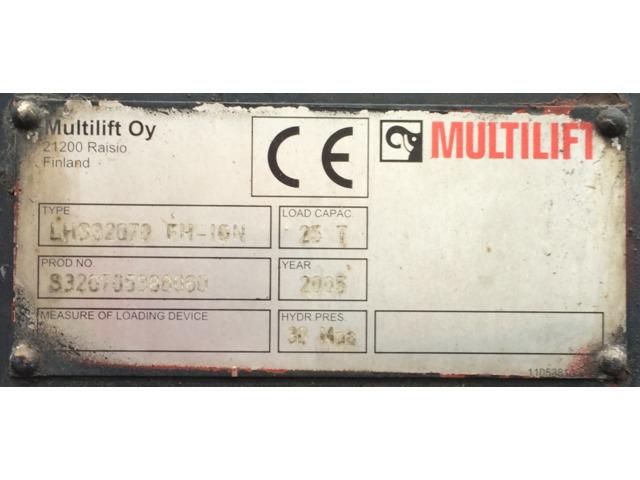 Multilift Oy
21200 Raisio
Finland
CE
MULTILIFT
TYPE
LOAD CAPAC.
25 T
PROD.NO.
YEAR
2005
MEASURE OF LOADING DEVICE
HYDR.PRES.